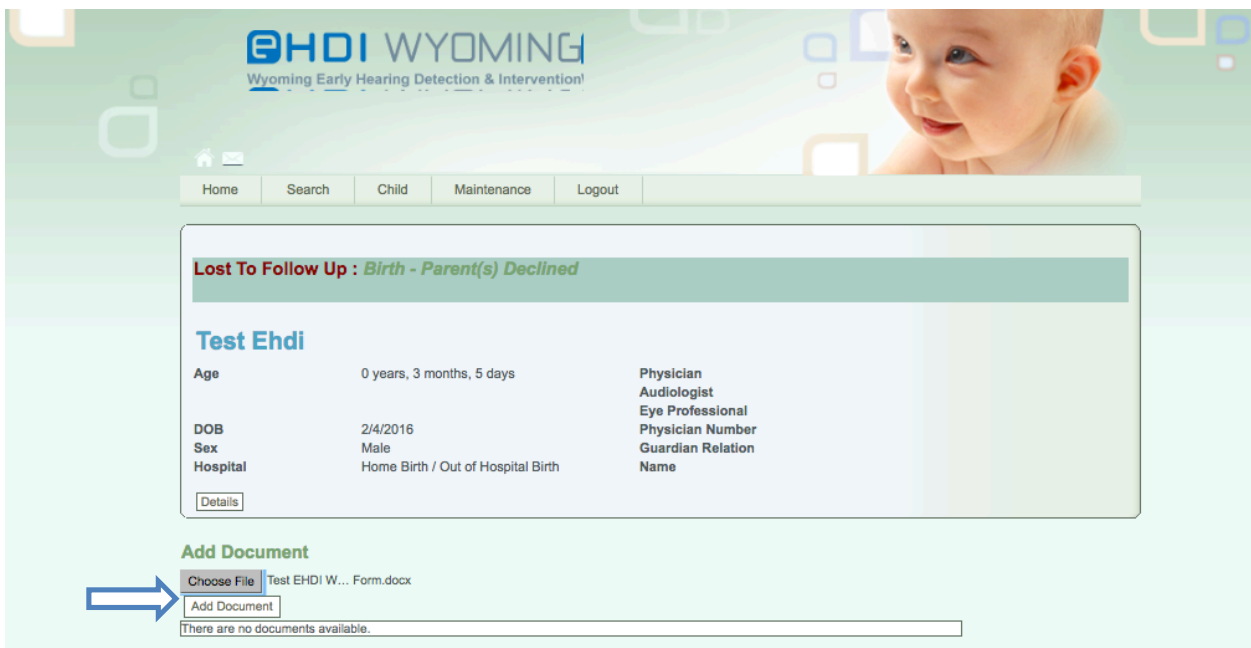 eHDI WYOMING
Wyoming Early Hearing Detection & Intervention
Home Search Child Maintenance Logout
Lost To Follow Up : Birth - Parent(s) Declined
Test Ehdi
Age 0 years, 3 months, 5 days Physician
Audiologist
Eye Professional
DOB 2/4/2016 Physician Number
Sex Male Guardian Relation
Hospital Home Birth / Out of Hospital Birth Name
Details
Add Document
Choose File Test EHDI W... Form.docx
Add Document
There are no documents available.